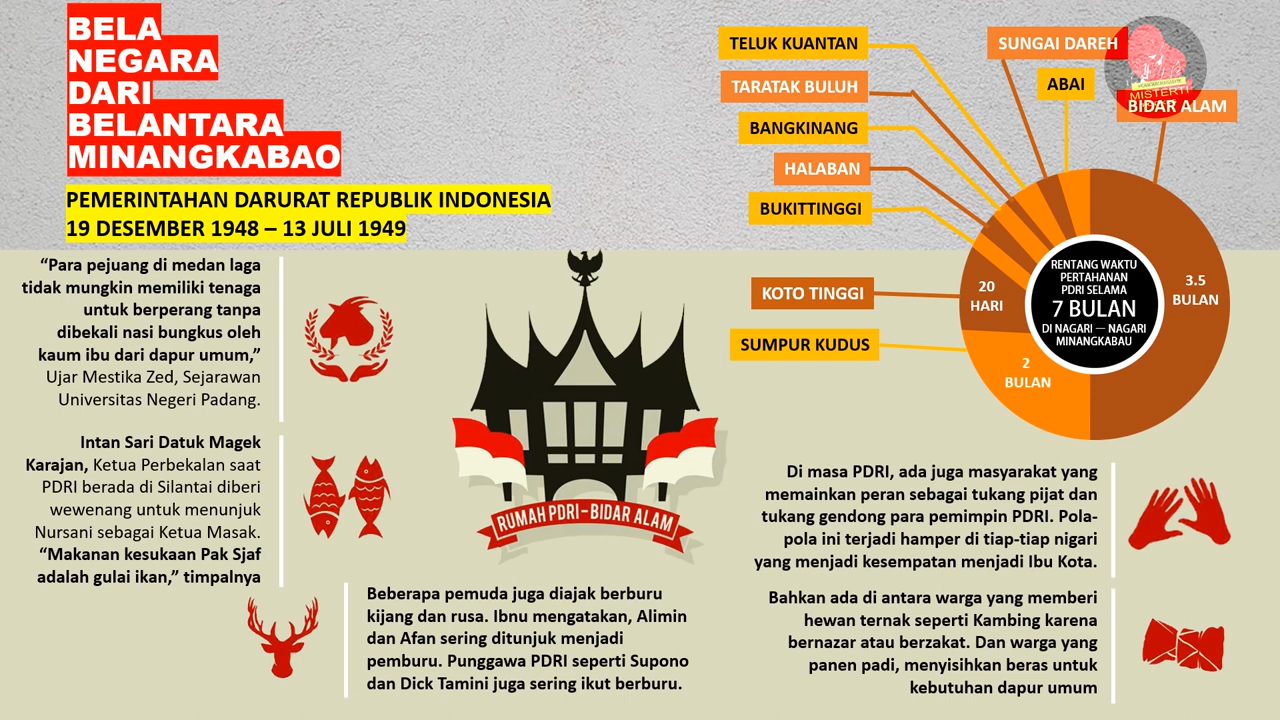 BELA
NEGARA
DARI
BELANTARA
MINANGKABAO
PEMERINTAHAN DARURAT REPUBLIK INDONESIA
19 DESEMBER 1948 – 13 JULI 1949
“Para pejuang di medan laga
tidak mungkin memiliki tenaga
untuk berperang tanpa
dibekali nasi bungkus oleh
kaum ibu dari dapur umum,”
Ujar Mestika Zed, Sejarawan
Universitas Negeri Padang.
Intan Sari Datuk Magek
Karajan, Ketua Perbekalan saat
PDRI berada di Silantai diberi
wewenang untuk menunjuk
Nursani sebagai Ketua Masak.
“Makanan kesukaan Pak Sjaf
adalah gulai ikan,” timpalnya
Beberapa pemuda juga diajak berburu
kijang dan rusa. Ibnu mengatakan, Alimin
dan Afan sering ditunjuk menjadi
pemburu. Punggawa PDRI seperti Supono
dan Dick Tamini juga sering ikut berburu.
RUMAH PDRI-BIDAR ALAM
TELUK KUANTAN
TARATAK BULUH
BANGKINANG
HALABAN
BUKITTINGGI
KOTO TINGGI
SUMPUR KUDUS
SUNGAI DAREH
ABAI
BIDAR ALAM
MISTERTI
20
HARI
2
BULAN
3.5
BULAN
RENTANG WAKTU
PERTAHANAN
PDRI SELAMA
7 BULAN
DI NAGARI — NAGARI
MINANGKABAU
Di masa PDRI, ada juga masyarakat yang
memainkan peran sebagai tukang pijat dan
tukang gendong para pemimpin PDRI. Pola-
pola ini terjadi hamper di tiap-tiap nigari
yang menjadi kesempatan menjadi Ibu Kota.
Bahkan ada di antara warga yang memberi
hewan ternak seperti Kambing karena
bernazar atau berzakat. Dan warga yang
panen padi, menyisihkan beras untuk
kebutuhan dapur umum